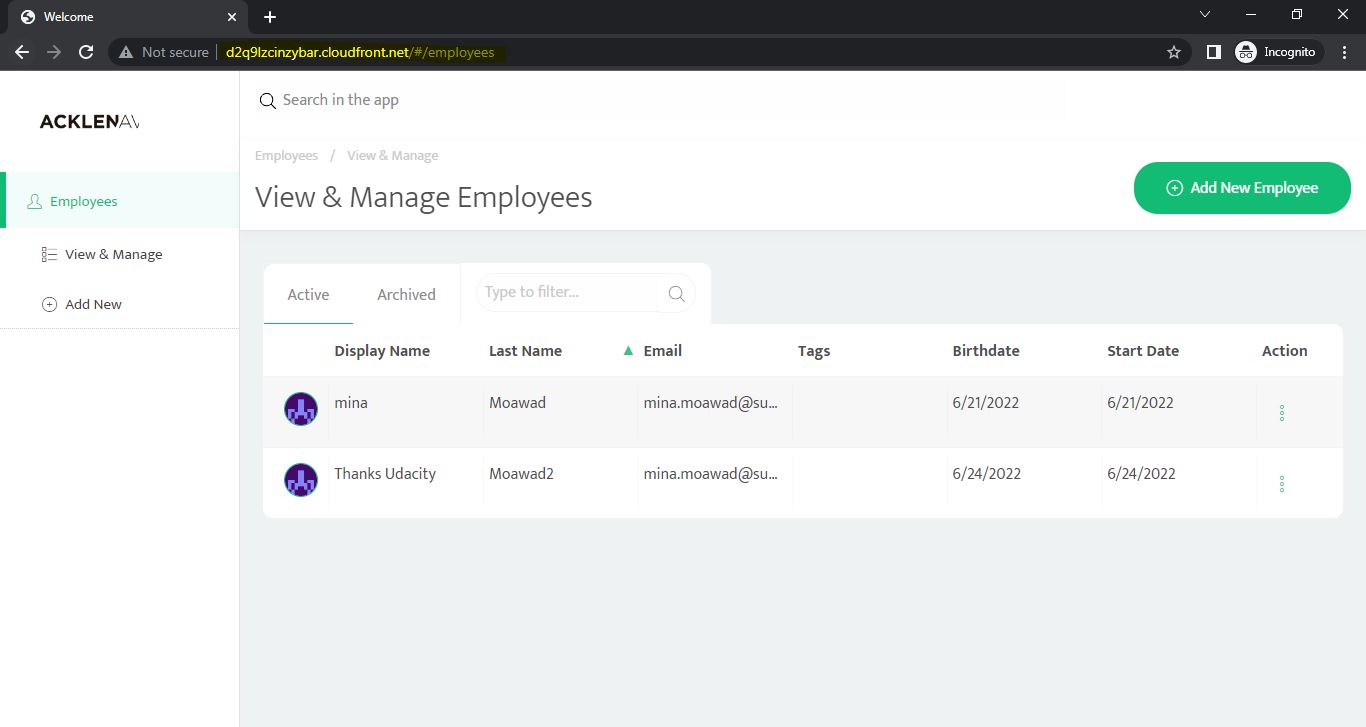 Welcome
Not secure
d2q9lzcinzybar.cloudfront.net/#/employees
Incognito
ACKLENAV
Search in the app
Employees / View & Manage
View & Manage Employees
Add New Employee
Employees
View & Manage
Add New
Active
Archived
Type to filter...
Display Name Last Name Email Tags Birthdate Start Date Action
mina Moawad mina.moawad@su... 6/21/2022 6/21/2022
Thanks Udacity Moawad2 mina.moawad@su... 6/24/2022 6/24/2022